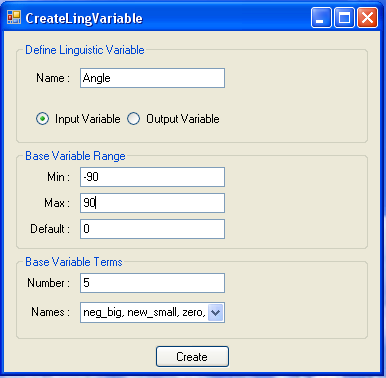 CreateLingVariable
Define Linguistic Variable
Name : Angle
Input Variable Output Variable
Base Variable Range
Min : -90
Max : 90
Default : 0
Base Variable Terms
Number : 5
Names : neg_big, new_small, zero,
Create